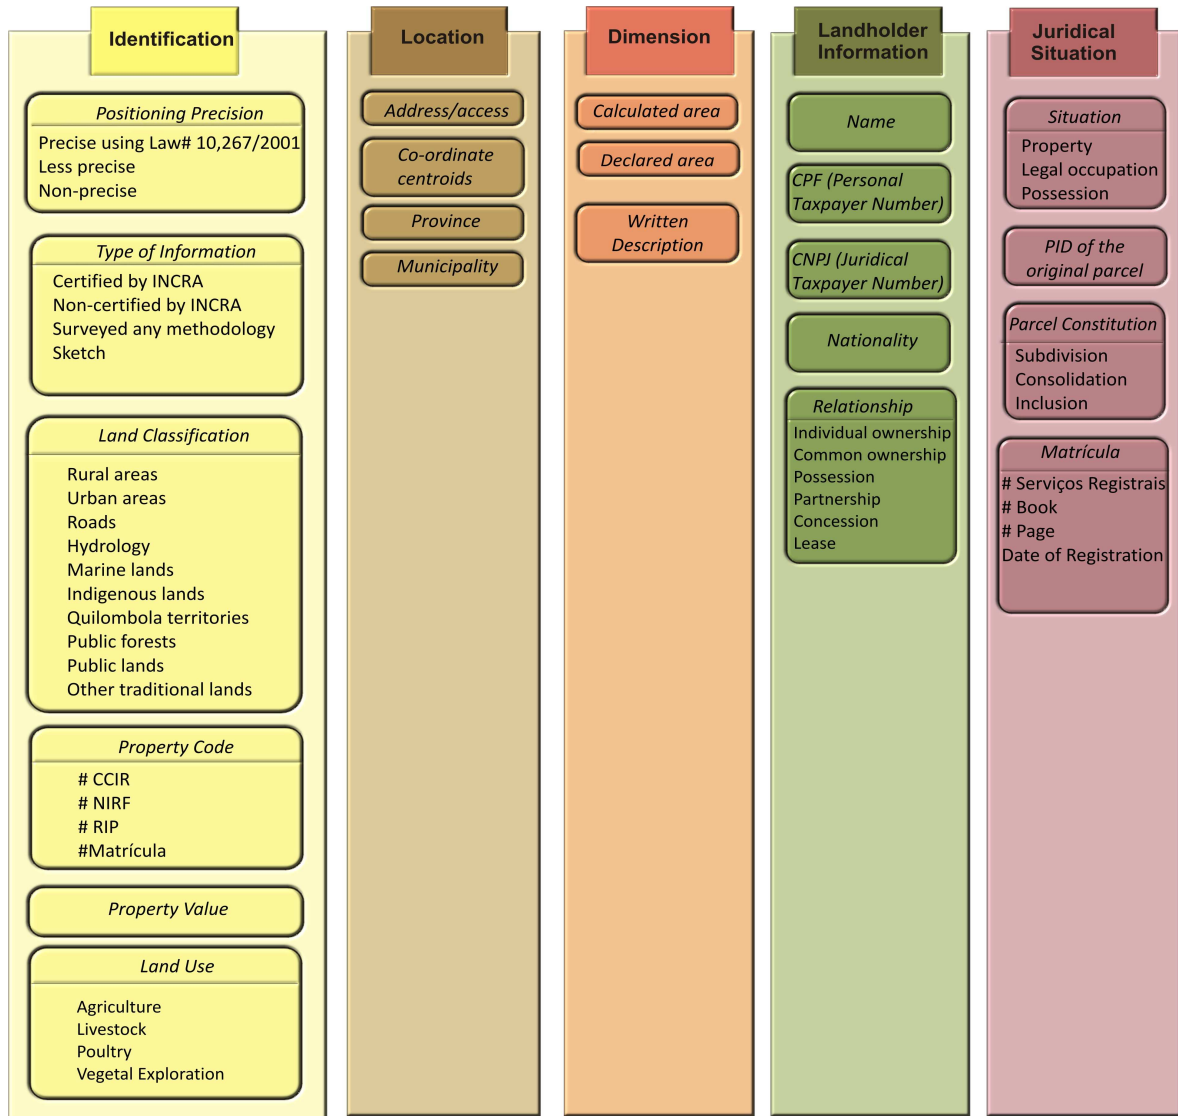 Identification
Positioning Precision
Precise using Law# 10,267/2001
Less precise
Non-precise
Type of Information
Certified by INCRA
Non-certified by INCRA
Surveyed any methodology
Sketch
Land Classification
Rural areas
Urban areas
Roads
Hydrology
Marine lands
Indigenous lands
Quilombola territories
Public forests
Public lands
Other traditional lands
Property Code
# CCIR
# NIRF
# RIP
#Matrícula
Property Value
Land Use
Agriculture
Livestock
Poultry
Vegetal Exploration
Location
Address/access
Co-ordinate
centroids
Province
Municipality
Dimension
Calculated area
Declared area
Written
Description
Landholder
Information
Name
CPF (Personal
Taxpayer Number)
CNPJ (Juridical
Taxpayer Number)
Nationality
Relationship
Individual ownership
Common ownership
Possession
Partnership
Concession
Lease
Juridical
Situation
Situation
Property
Legal occupation
Possession
PID of the
original parcel
Parcel Constitution
Subdivision
Consolidation
Inclusion
Matrícula
# Serviços Registrais
# Book
# Page
Date of Registration